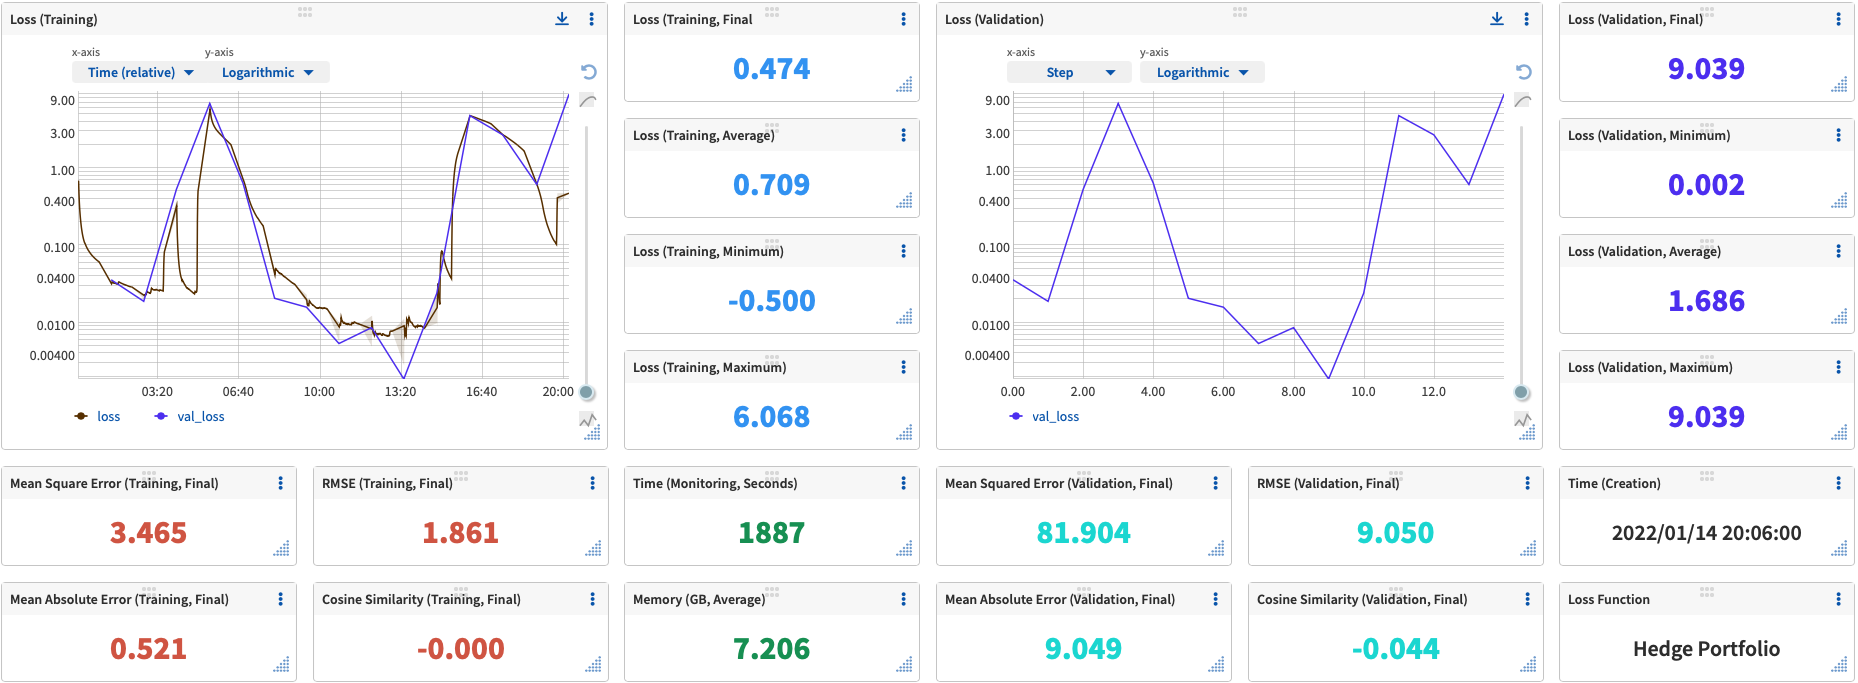 Loss (Training)
x-axis
y-axis
Time (relative)
Logarithmic
9.00
3.00
1.00
0.400
0.100
0.0400
0.0100
0.00400
03:20
06:40
10:00
13:20
16:40
20:00
loss
val_loss
Loss (Training, Final
0.474
Loss (Training, Average)
0.709
Loss (Training, Minimum)
-0.500
Loss (Training, Maximum)
6.068
Loss (Validation)
x-axis
y-axis
Step
Logarithmic
9.00
3.00
1.00
0.400
0.100
0.0400
0.0100
0.00400
0.00
2.00
4.00
6.00
8.00
10.0
12.0
val_loss
Loss (Validation, Final)
9.039
Loss (Validation, Minimum)
0.002
Loss (Validation, Average)
1.686
Loss (Validation, Maximum)
9.039
Mean Square Error (Training, Final)
3.465
RMSE (Training, Final)
1.861
Time (Monitoring, Seconds)
1887
Mean Squared Error (Validation, Final)
81.904
RMSE (Validation, Final)
9.050
Time (Creation)
2022/01/14 20:06:00
Mean Absolute Error (Training, Final)
0.521
Cosine Similarity (Training, Final)
-0.000
Memory (GB, Average)
7.206
Mean Absolute Error (Validation, Final)
9.049
Cosine Similarity (Validation, Final)
-0.044
Loss Function
Hedge Portfolio